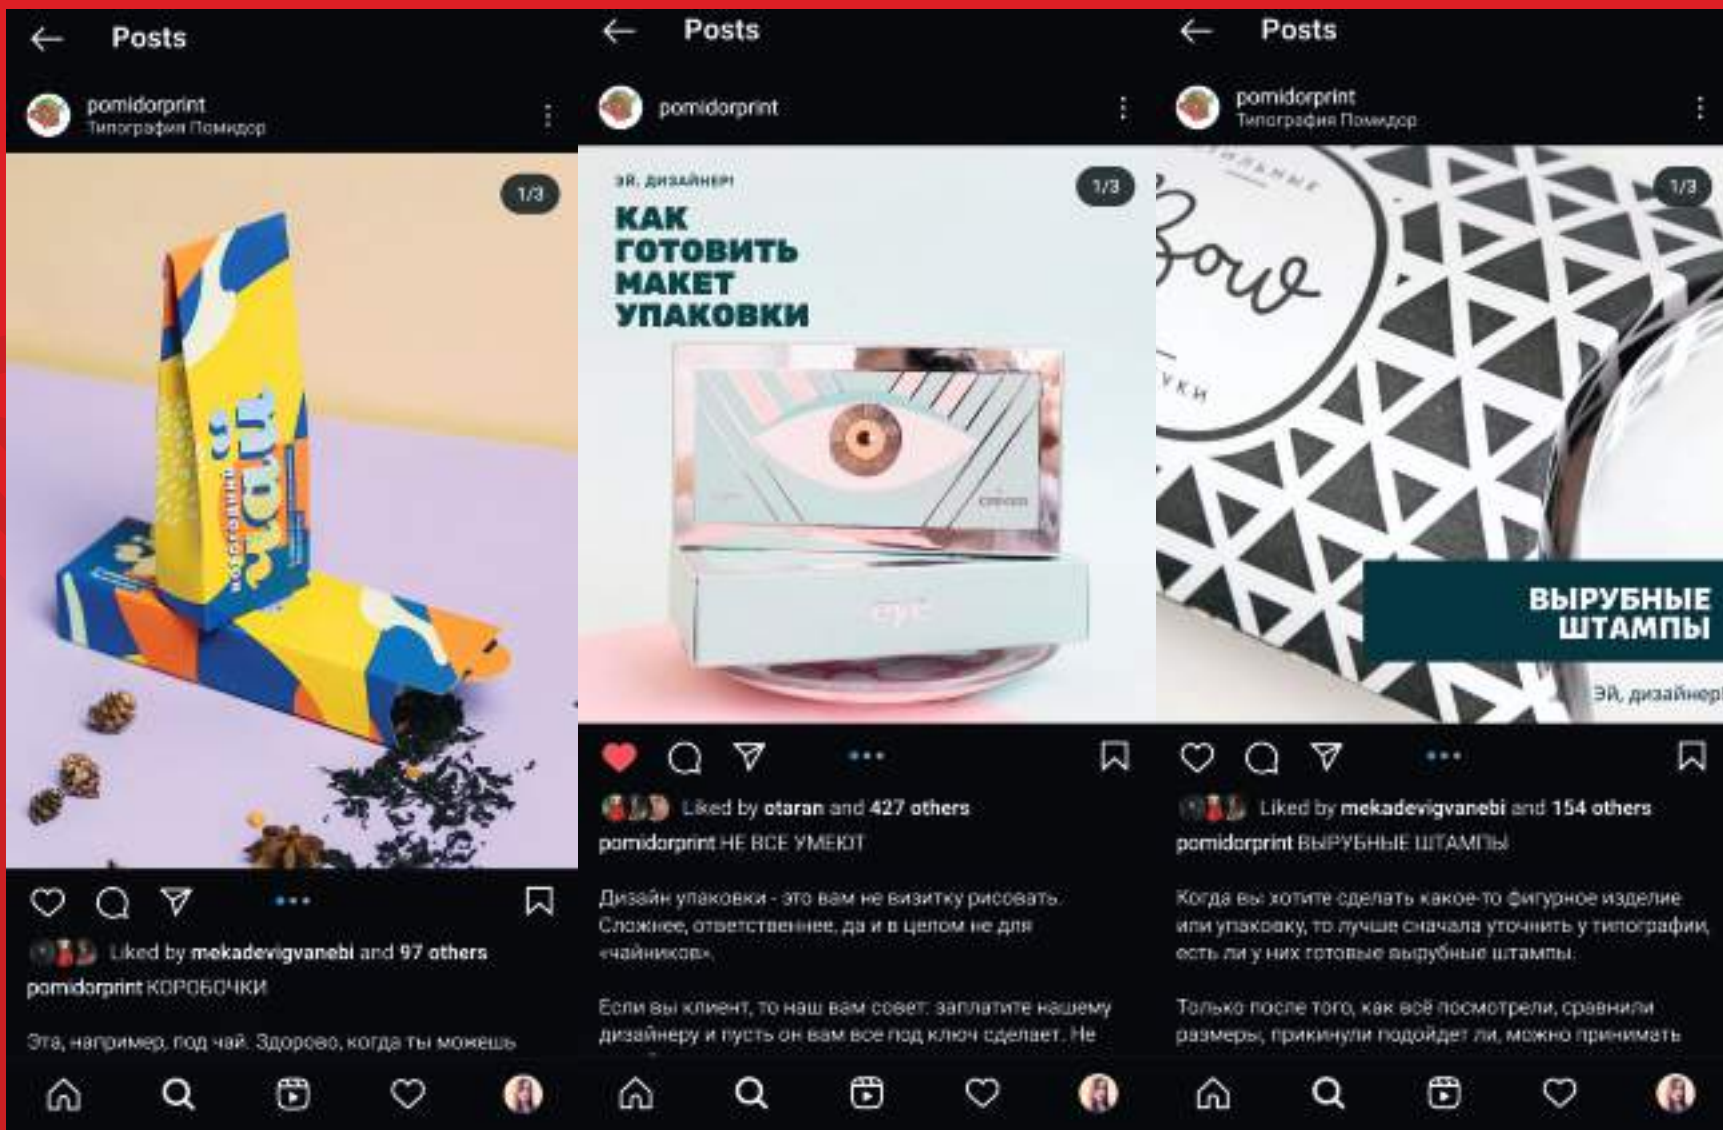 Posts
pomidorprint
Типография Помидор
1/3
чай
Liked by mekadevigvanebi and 97 others
pomidorprint КОРОБОЧКИ
Эта, например, под чай. Здорово, когда ты можешь
Posts
pomidorprint
ЭЙ, ДИЗАЙНЕР!
1/3
КАК
ГОТОВИТЬ
МАКЕТ
УПАКОВКИ
eye
Liked by otaran and 427 others
pomidorprint НЕ ВСЕ УМЕЮТ
Дизайн упаковки - это вам не визитку рисовать.
Сложнее, ответственнее, да и в целом не для
«чайников».
Если вы клиент, то наш вам совет: заплатите нашему
дизайнеру и пусть он вам все под ключ сделает. Не
Posts
pomidorprint
Типография Помидор
1/3
Bow
ВЫРУБНЫЕ
ШТАМПЫ
Эй, дизайнер!
Liked by mekadevigvanebi and 154 others
pomidorprint ВЫРУБНЫЕ ШТАМПЫ
Когда вы хотите сделать какое-то фигурное изделие
или упаковку, то лучше сначала уточнить у типографии,
есть ли у них готовые вырубные штампы.
Только после того, как всё посмотрели, сравнили
размеры, прикинули подойдет ли, можно принимать